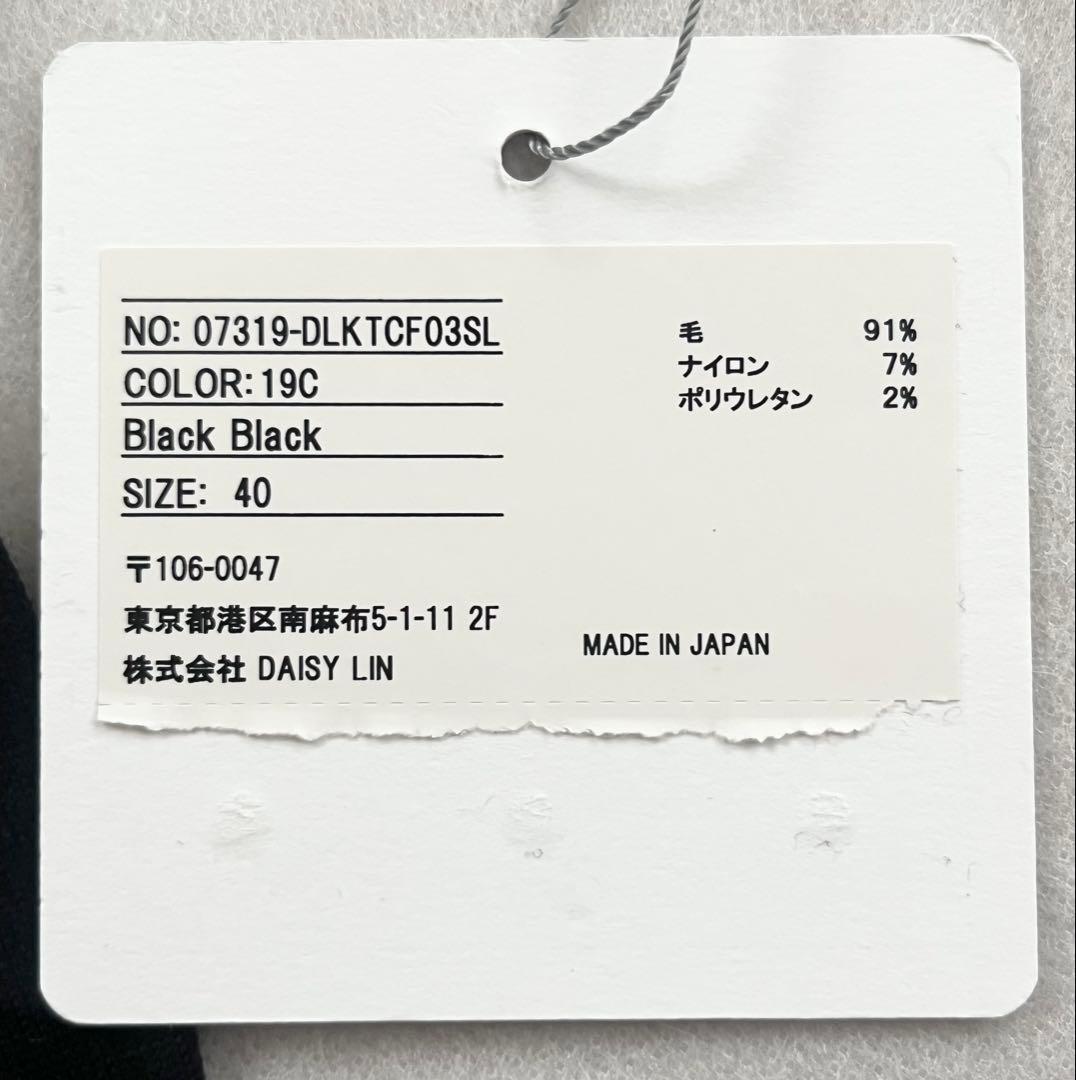 NO: 07319-DLKTCF03SL
COLOR:19C
Black Black
SIZE: 40
毛 91%
ナイロン 7%
ポリウレタン 2%
〒106-0047
東京都港区南麻布5-1-11 2F
株式会社 DAISY LIN
MADE IN JAPAN